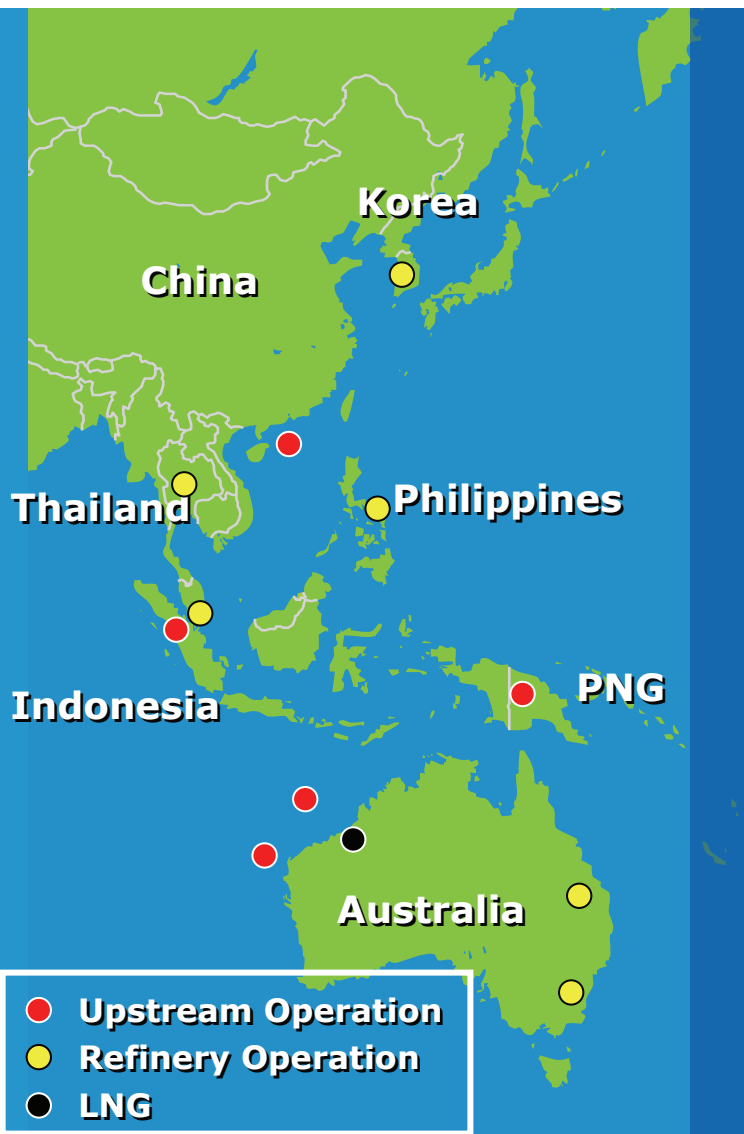 Korea
China
Thailand
Philippines
Indonesia
PNG
Australia
Upstream Operation
Refinery Operation
LNG